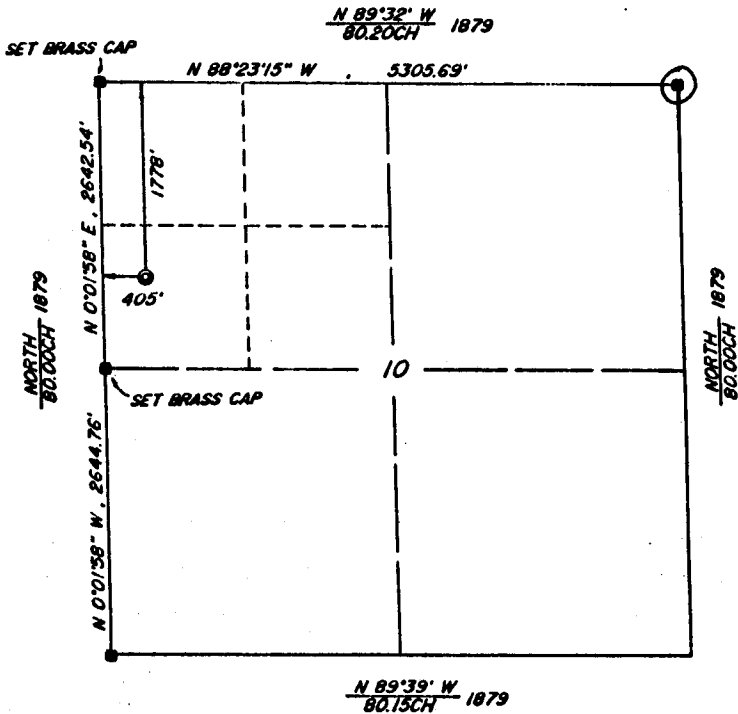 N 89°32' W
80.20CH 1879
SET BRASS CAP
N 88°23'15" W , 5305.69'
N 0°01'58" E , 2642.54'
1778'
405'
NORTH
80.00CH 1879
NORTH
80.00CH 1879
10
SET BRASS CAP
N 0°01'58" W , 2644.76'
N 89°39' W
80.15CH 1879